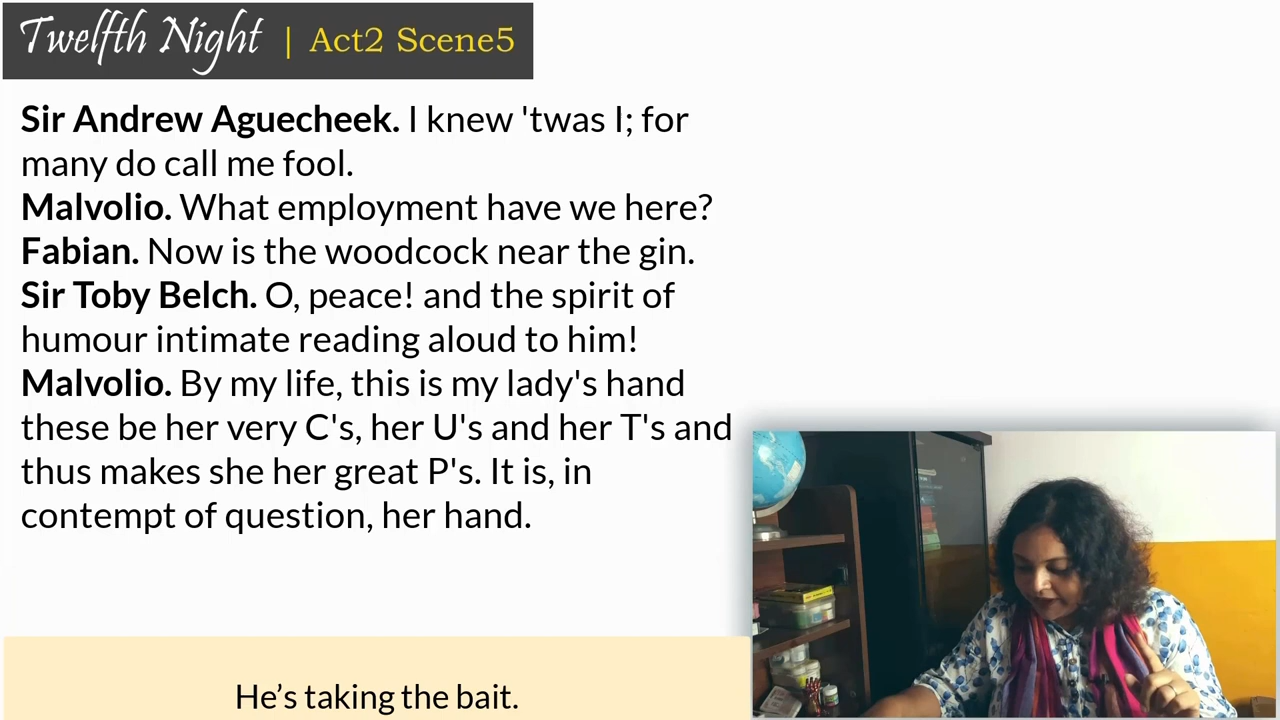 Twelfth Night | Act2 Scene5
Sir Andrew Aguecheek. I knew 'twas I; for
many do call me fool.
Malvolio. What employment have we here?
Fabian. Now is the woodcock near the gin.
Sir Toby Belch. O, peace! and the spirit of
humour intimate reading aloud to him!
Malvolio. By my life, this is my lady's hand
these be her very C's, her U's and her T's and
thus makes she her great P's. It is, in
contempt of question, her hand.
He’s taking the bait.